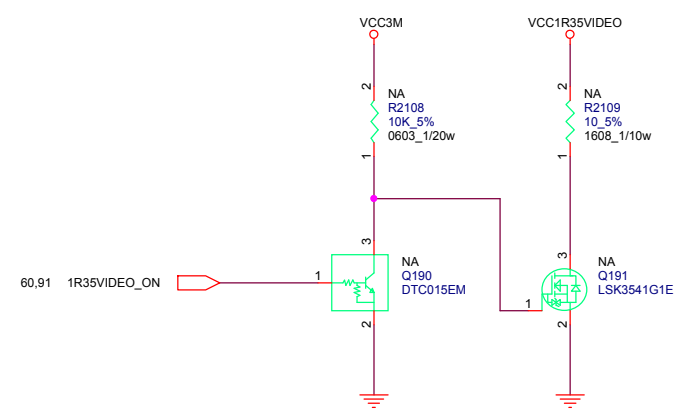 VCC3M
VCC1R35VIDEO
2
NA
R2108
10K_5%
0603_1/20w
1
2
NA
R2109
10_5%
1608_1/10w
1
60,91 1R35VIDEO_ON
1
3
NA
Q190
DTC015EM
2
1
3
NA
Q191
LSK3541G1E
2